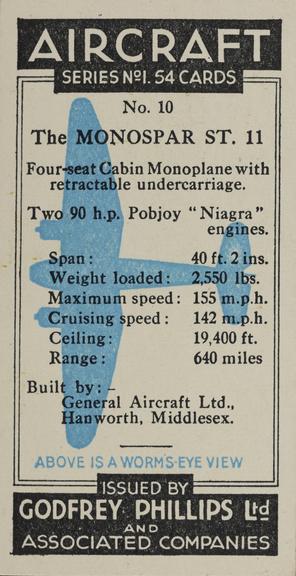 AIRCRAFT
SERIES No1. 54 CARDS
No. 10
The MONOSPAR ST. 11
Four-seat Cabin Monoplane with
retractable undercarriage.
Two 90 h.p. Pobjoy "Niagra"
engines.
Span: 40 ft. 2 ins.
Weight loaded: 2,550 lbs.
Maximum speed: 155 m.p.h.
Cruising speed: 142 m.p.h.
Ceiling: 19,400 ft.
Range: 640 miles
Built by:–
General Aircraft Ltd.,
Hanworth, Middlesex.
ABOVE IS A WORMS-EYE VIEW
ISSUED BY
GODFREY PHILLIPS Ltd
AND
ASSOCIATED COMPANIES